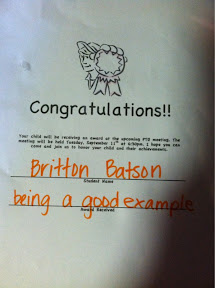 Congratulations!!
Your child will be receiving an award at the upcoming PTO meeting. The
meeting will be held Tuesday, September 11th at 6:30pm. I hope you can
come and join us to honor your child and their achievements.
Britton Batson
Student Name
being a good example
Award Received